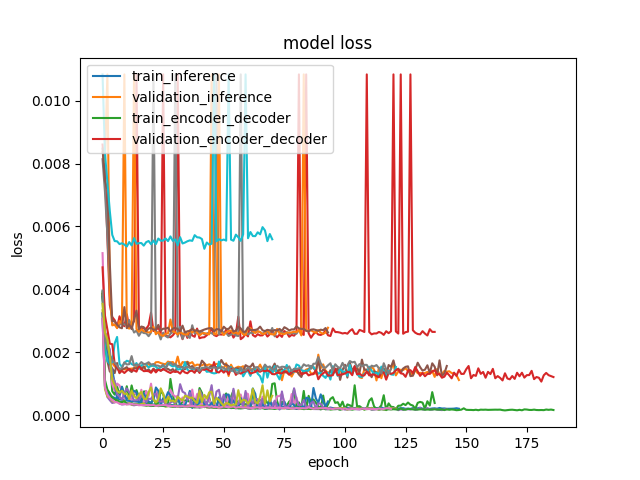 model loss
train_inference
validation_inference
train_encoder_decoder
validation_encoder_decoder
0.010
0.008
0.006
0.004
0.002
0.000
loss
0 25 50 75 100 125 150 175
epoch